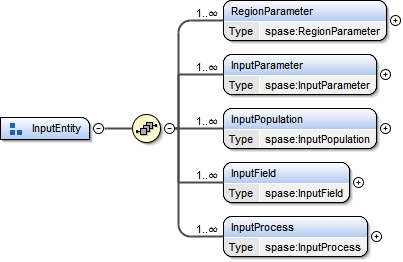 1..∞ RegionParameter
Type spase:RegionParameter
1..∞ InputParameter
Type spase:InputParameter
InputEntity
1..∞ InputPopulation
Type spase:InputPopulation
1..∞ InputField
Type spase:InputField
1..∞ InputProcess
Type spase:InputProcess